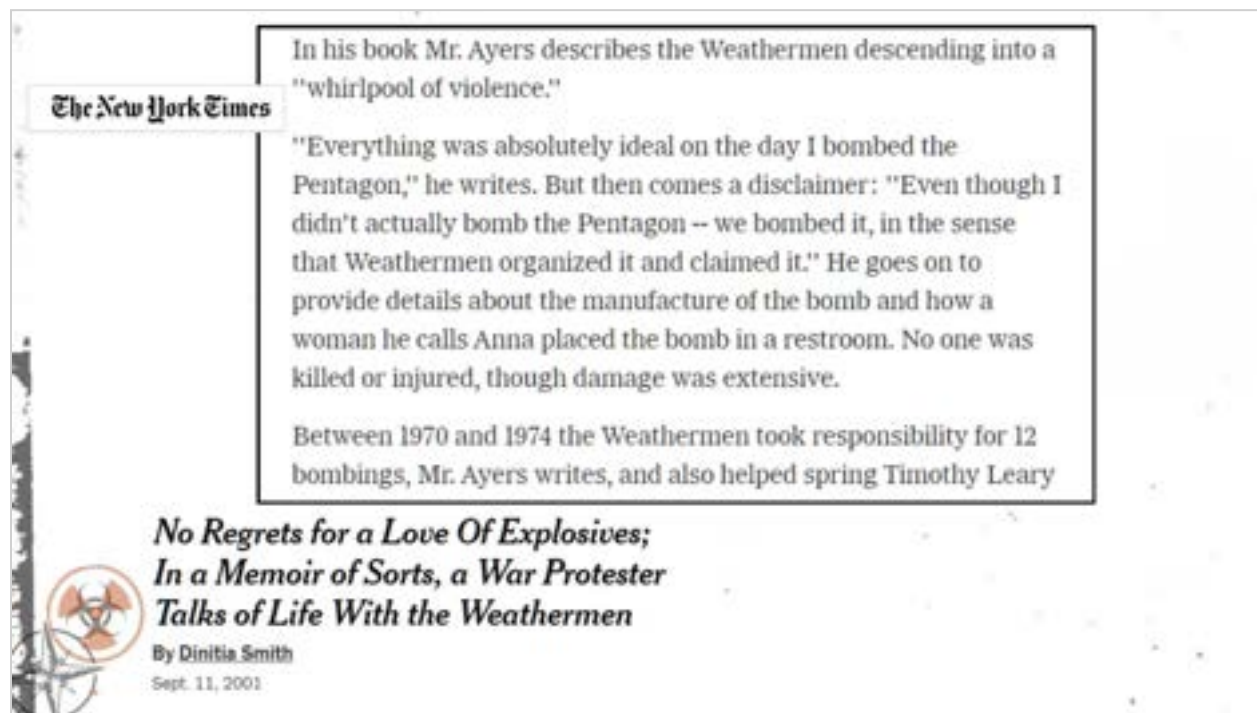 In his book Mr. Ayers describes the Weathermen descending into a
"whirlpool of violence."
The New York Times
"Everything was absolutely ideal on the day I bombed the
Pentagon," he writes. But then comes a disclaimer: "Even though I
didn't actually bomb the Pentagon -- we bombed it, in the sense
that Weathermen organized it and claimed it." He goes on to
provide details about the manufacture of the bomb and how a
woman he calls Anna placed the bomb in a restroom. No one was
killed or injured, though damage was extensive.
Between 1970 and 1974 the Weathermen took responsibility for 12
bombings, Mr. Ayers writes, and also helped spring Timothy Leary
No Regrets for a Love Of Explosives;
In a Memoir of Sorts, a War Protester
Talks of Life With the Weathermen
By Dinitia Smith
Sept. 11, 2001